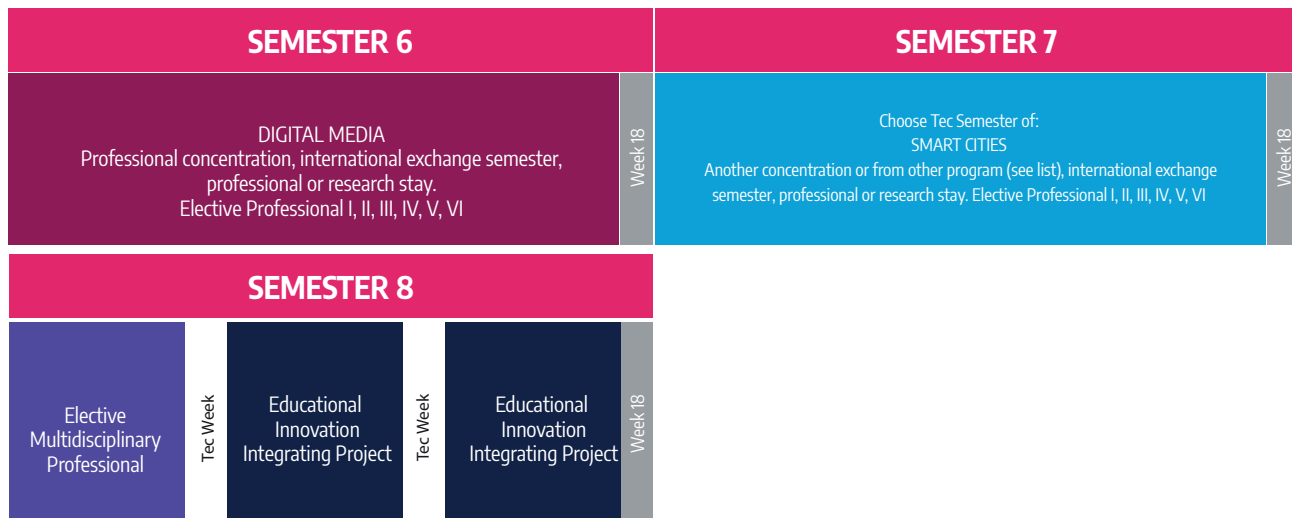 SEMESTER 6
DIGITAL MEDIA
Professional concentration, international exchange semester,
professional or research stay.
Elective Professional I, II, III, IV, V, VI
Week 18
SEMESTER 7
Choose Tec Semester of:
SMART CITIES
Another concentration or from other program (see list), international exchange
semester, professional or research stay. Elective Professional I, II, III, IV, V, VI
Week 18
SEMESTER 8
Elective
Multidisciplinary
Professional
Tec Week
Educational
Innovation
Integrating Project
Tec Week
Educational
Innovation
Integrating Project
Week 18